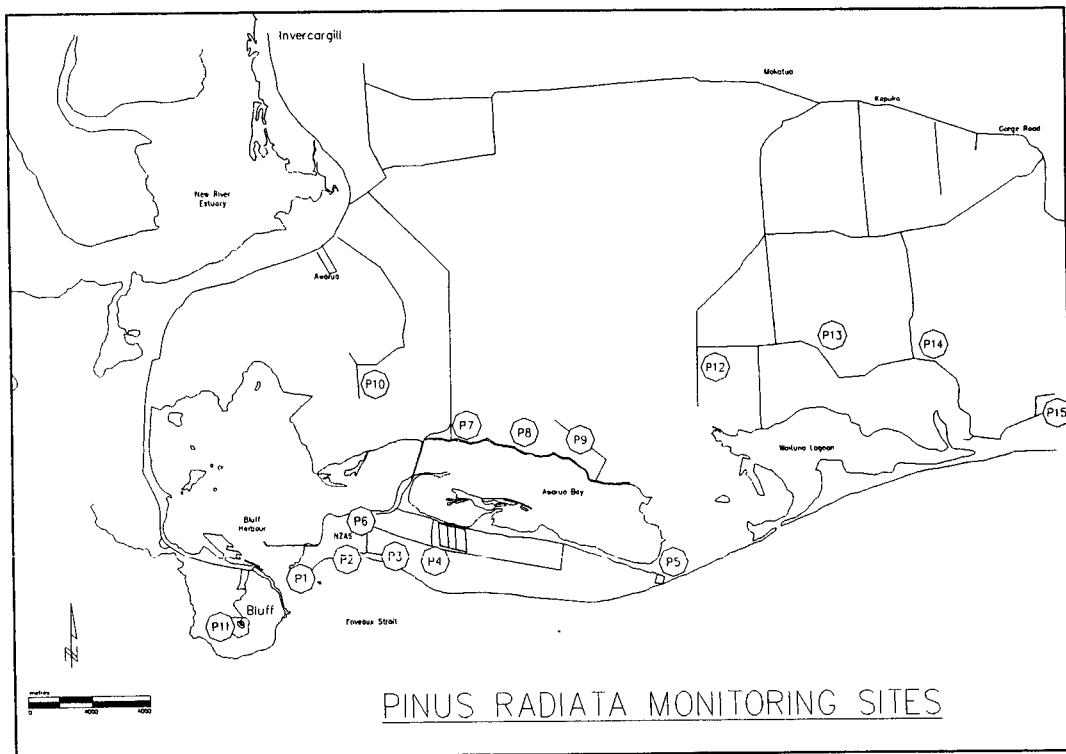 Invercargill
Mokotua
Kapuka
Gorge Road
New River
Estuary
Awarua
P13
P14
P12
P10
P15
P7
P8
P9
Waituna Lagoon
Awarua Bay
Bluff
Harbour
P6
NZAS
P2
P3
P4
P5
P1
Bluff
P11
Foveaux Strait
metres
0
4000
PINUS RADIATA MONITORING SITES